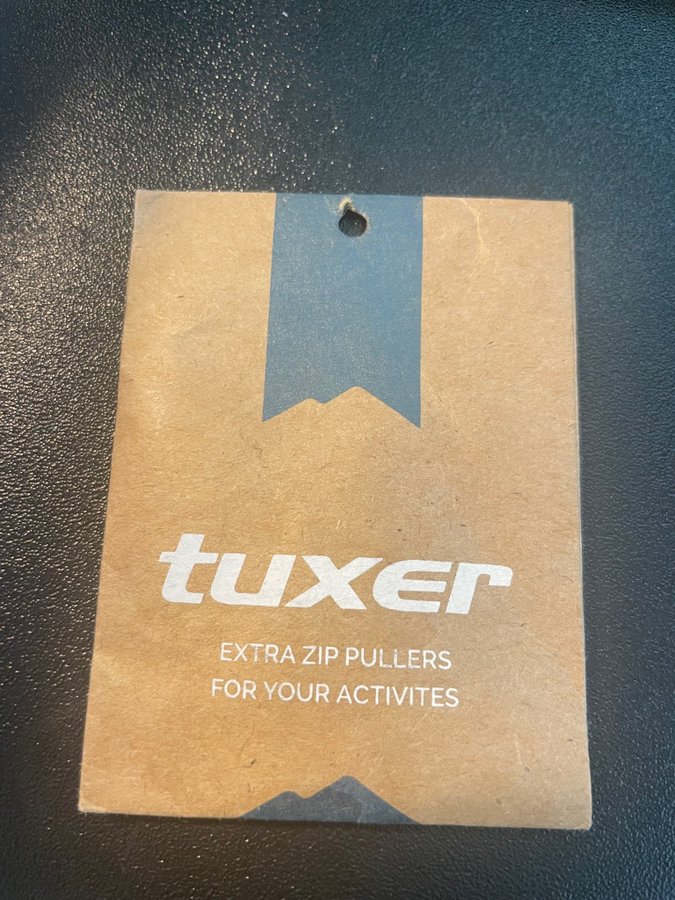 tuxer
EXTRA ZIP PULLERS
FOR YOUR ACTIVITES